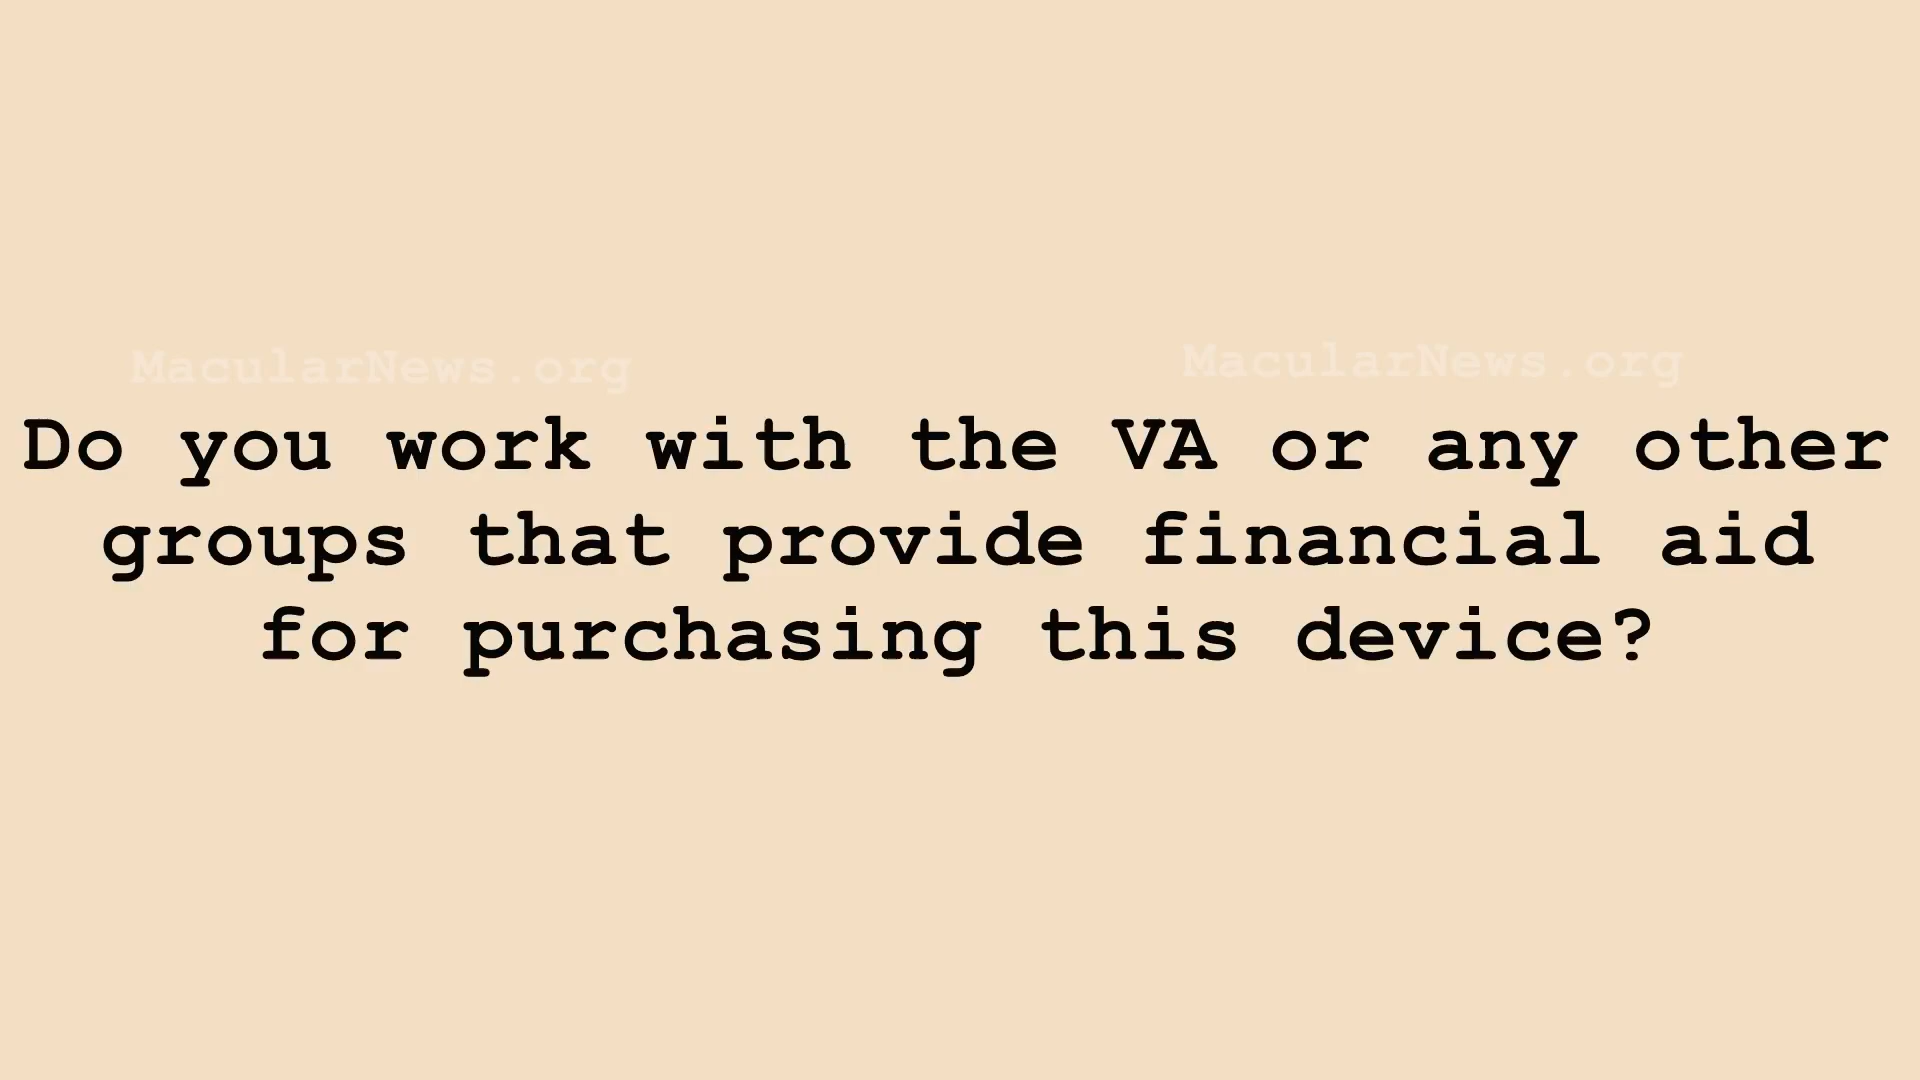 MacularNews.org MacularNews.org
Do you work with the VA or any other
groups that provide financial aid
for purchasing this device?